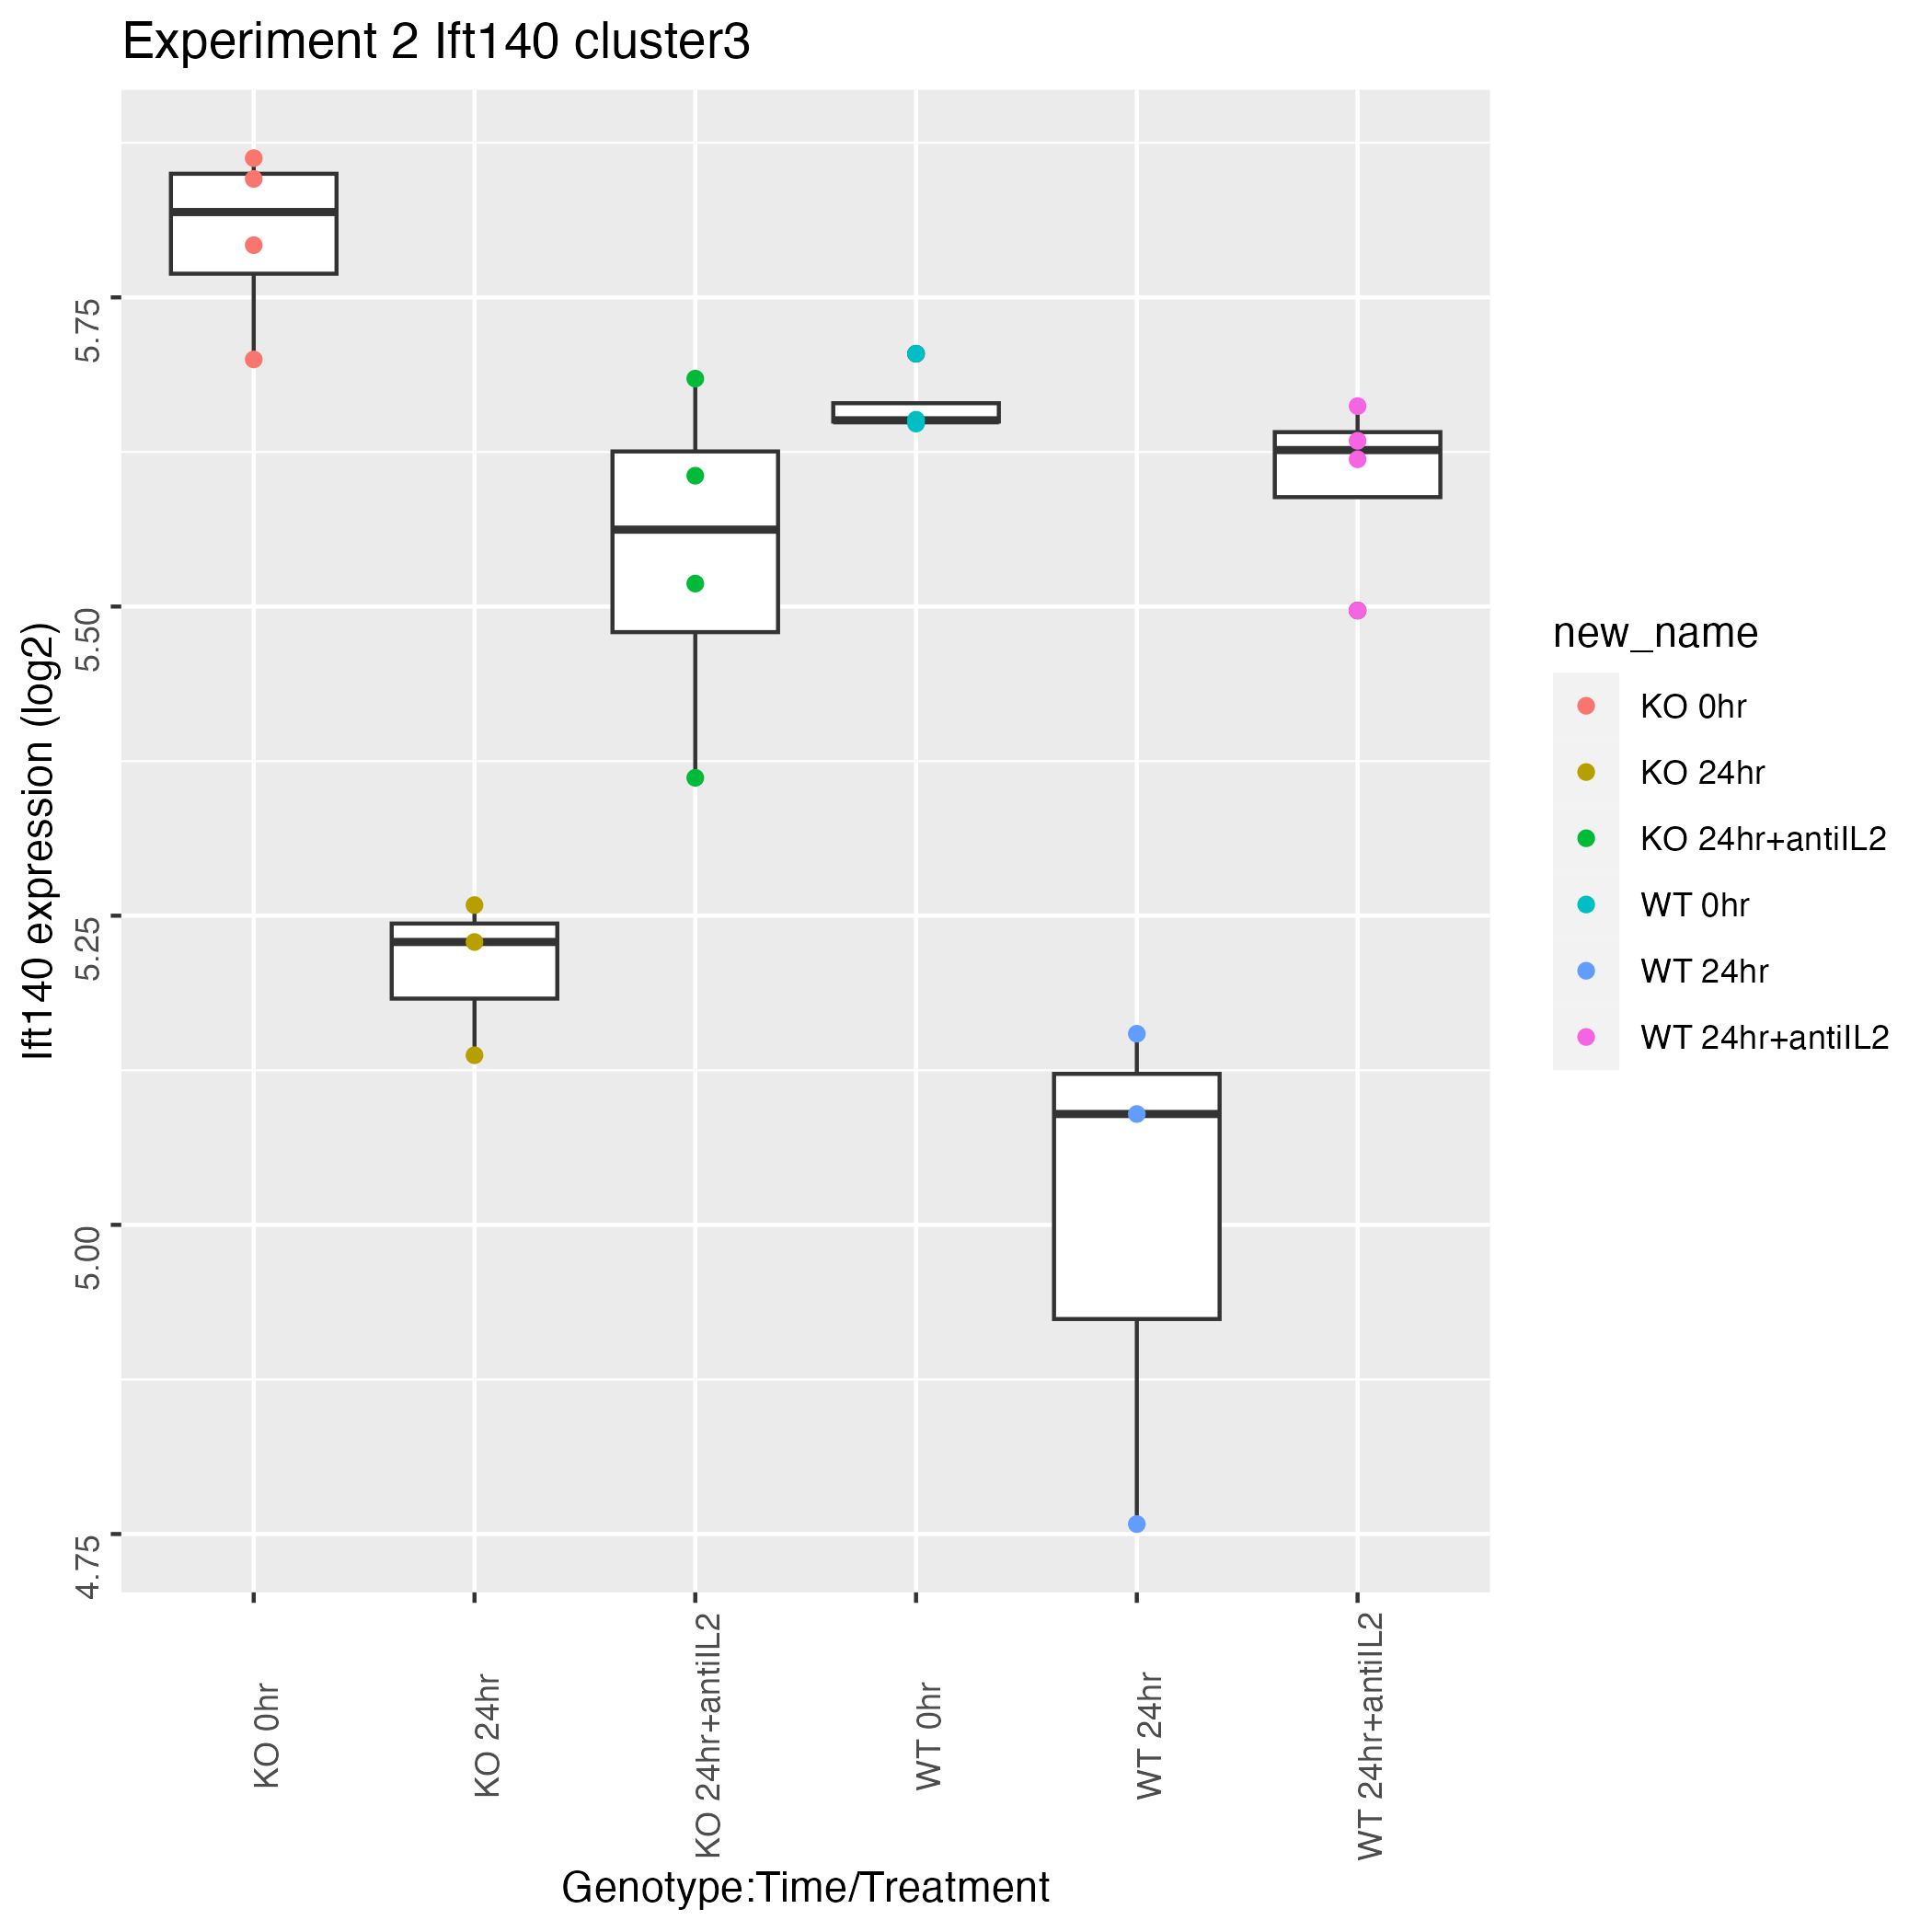 Experiment 2 Ift140 cluster3
Ift140 expression (log2)
5.75
5.50
5.25
5.00
4.75
KO 0hr
KO 24hr
KO 24hr+antiIL2
WT 0hr
WT 24hr
WT 24hr+antiIL2
Genotype:Time/Treatment
new_name
KO 0hr
KO 24hr
KO 24hr+antiIL2
WT 0hr
WT 24hr
WT 24hr+antiIL2